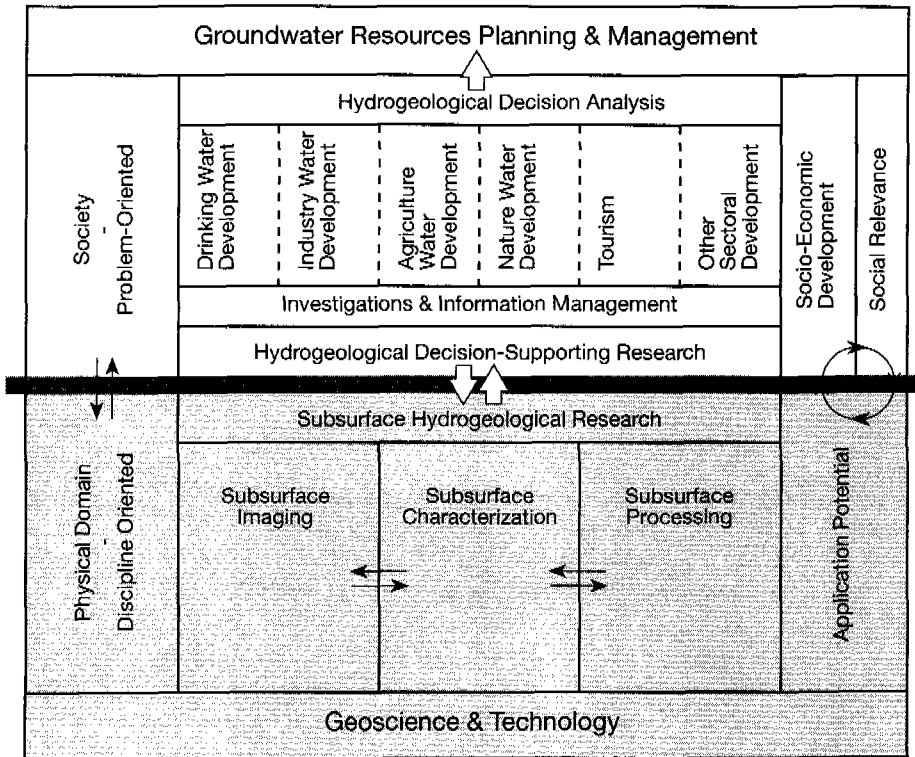 Groundwater Resources Planning & Management
Hydrogeological Decision Analysis
Society
-
Problem-Oriented
Drinking Water
Development
Industry Water
Development
Agriculture
Water
Development
Nature Water
Development
Tourism
Other
Sectoral
Development
Socio-Economic
Development
Social Relevance
Investigations & Information Management
Hydrogeological Decision-Supporting Research
Subsurface Hydrogeological Research
Physical Domain
-
Discipline Oriented
Subsurface
Imaging
Subsurface
Characterization
Subsurface
Processing
Application Potential
Geoscience & Technology